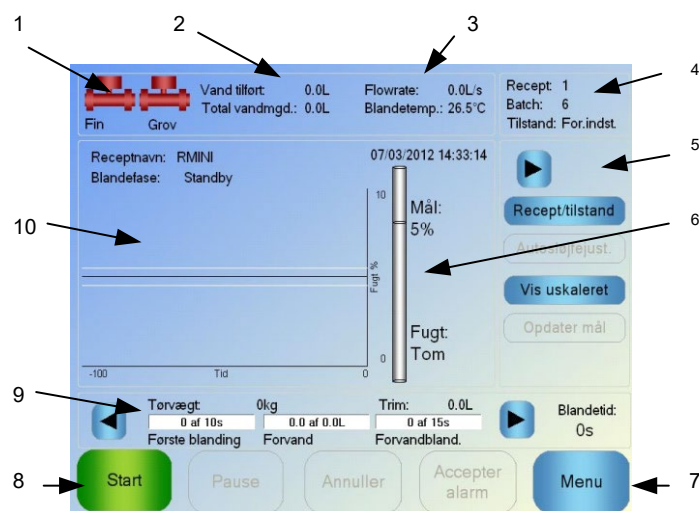 1
2
3
4
Vand tilført: 0.0L
Total vandmgd.: 0.0L
Flowrate: 0.0L/s
Blandetemp.: 26.5°C
Recept: 1
Batch: 6
Tilstand: For.indst.
Fin Grov
Receptnavn: RMINI
Blandefase: Standby
07/03/2012 14:33:14
5
10
Mål:
5%
Recept/tilstand
6
10
Autosløjfejust.
Fugt %
Vis uskaleret
Fugt:
Tom
Opdater mål
0
-100 Tid 0
9
Tørvægt: 0kg
Trim: 0.0L
0 af 10s
0.0 af 0.0L
0 af 15s
Første blanding
Forvand
Forvandbland.
Blandetid:
0s
8
Start
Pause
Annuller
Accepter
alarm
Menu
7